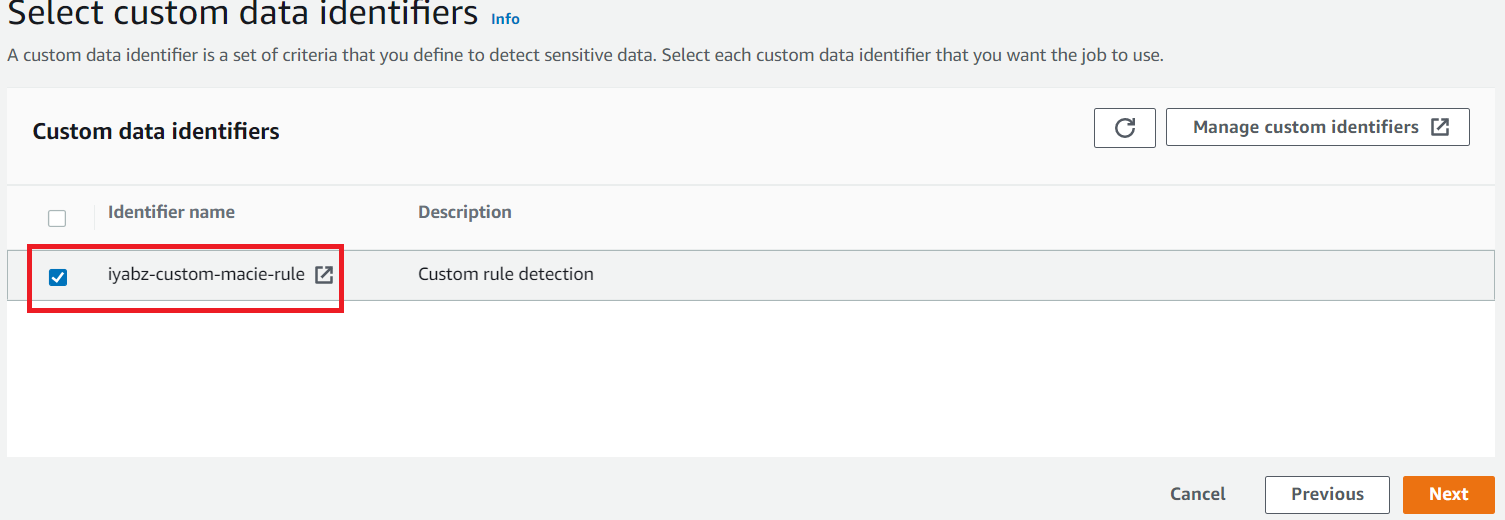 Select custom data identifiers Info
A custom data identifier is a set of criteria that you define to detect sensitive data. Select each custom data identifier that you want the job to use.
Custom data identifiers
Manage custom identifiers
Identifier name Description
iyabz-custom-macie-rule Custom rule detection
Cancel Previous Next